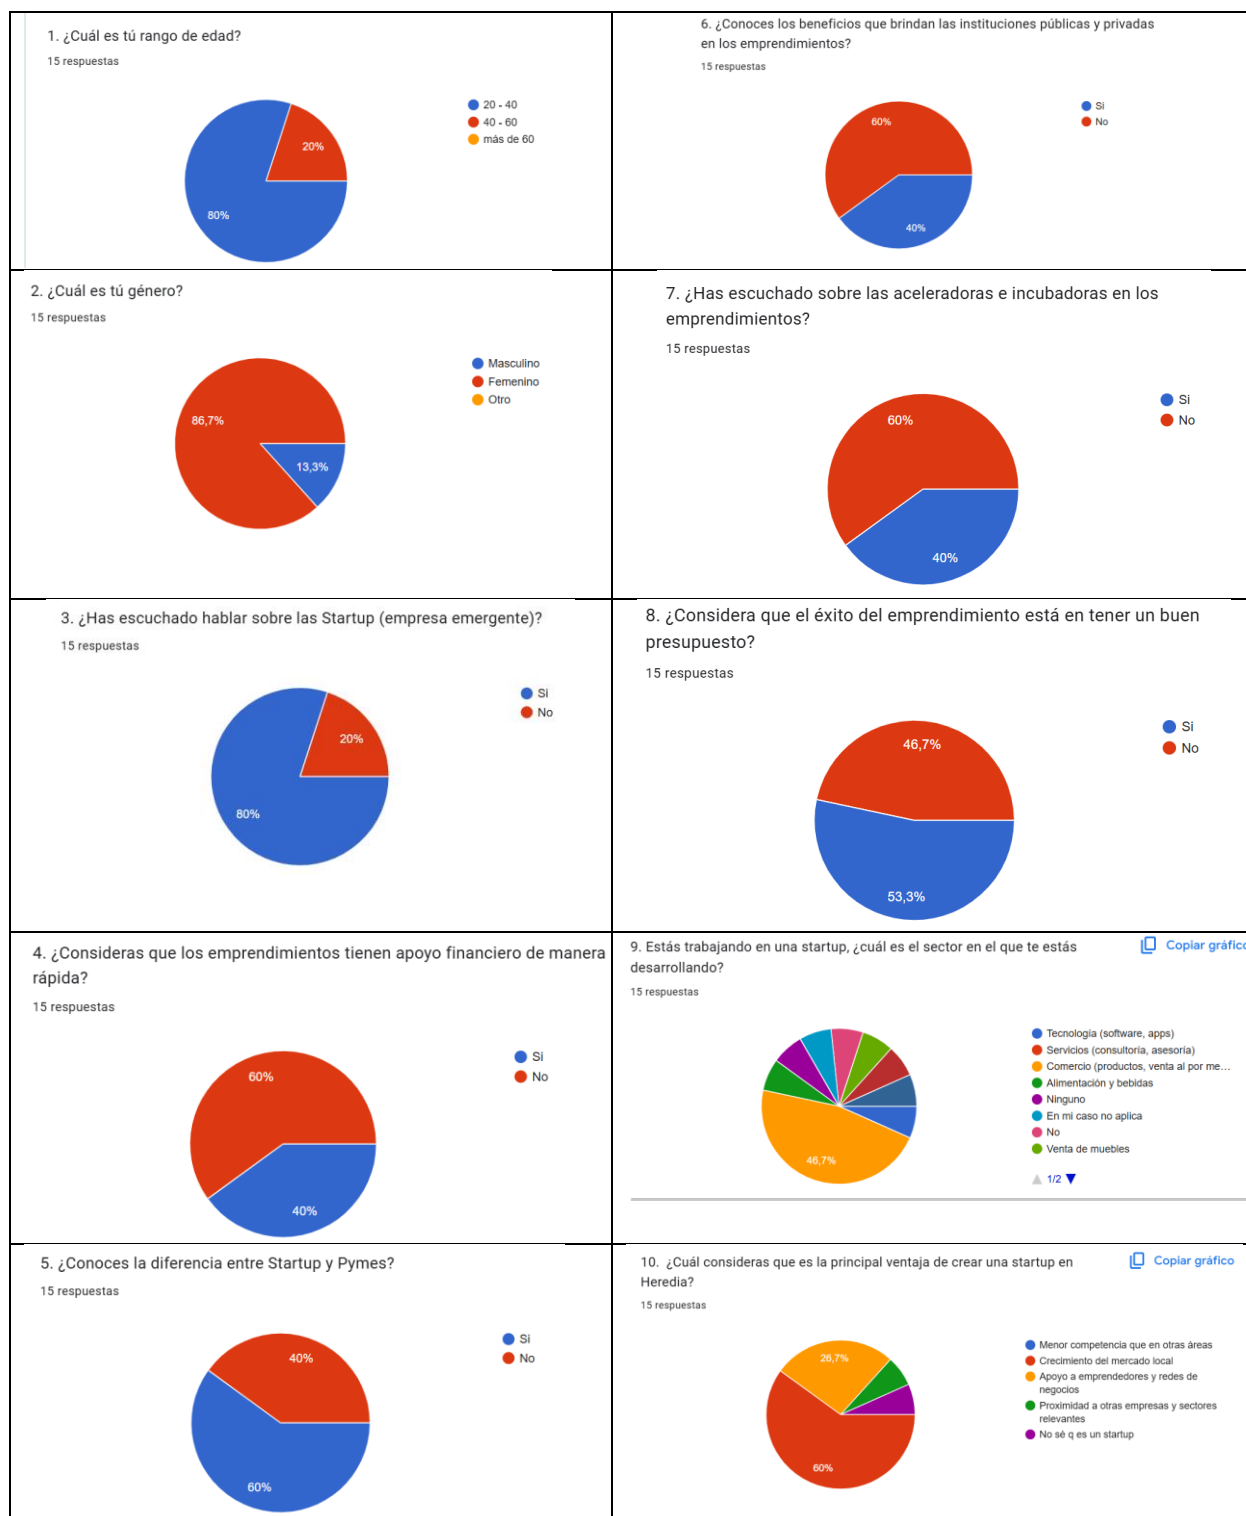 1. ¿Cuál es tú rango de edad?
15 respuestas
20 - 40
40 - 60
más de 60
20%
80%
6. ¿Conoces los beneficios que brindan las instituciones públicas y privadas
en los emprendimientos?
15 respuestas
Si
No
60%
40%
2. ¿Cuál es tú género?
15 respuestas
Masculino
Femenino
Otro
86,7%
13,3%
7. ¿Has escuchado sobre las aceleradoras e incubadoras en los
emprendimientos?
15 respuestas
Si
No
60%
40%
3. ¿Has escuchado hablar sobre las Startup (empresa emergente)?
15 respuestas
Si
No
20%
80%
8. ¿Considera que el éxito del emprendimiento está en tener un buen
presupuesto?
15 respuestas
Si
No
46,7%
53,3%
4. ¿Consideras que los emprendimientos tienen apoyo financiero de manera
rápida?
15 respuestas
Si
No
60%
40%
9. Estás trabajando en una startup, ¿cuál es el sector en el que te estás
desarrollando?
Copiar gráfico
15 respuestas
Tecnología (software, apps)
Servicios (consultoría, asesoría)
Comercio (productos, venta al por me...
Alimentación y bebidas
Ninguno
En mi caso no aplica
No
Venta de muebles
1/2
46,7%
5. ¿Conoces la diferencia entre Startup y Pymes?
15 respuestas
Si
No
40%
60%
10. ¿Cuál consideras que es la principal ventaja de crear una startup en
Heredia?
Copiar gráfico
15 respuestas
Menor competencia que en otras áreas
Crecimiento del mercado local
Apoyo a emprendedores y redes de
negocios
Proximidad a otras empresas y sectores
relevantes
No sé q es un startup
26,7%
60%